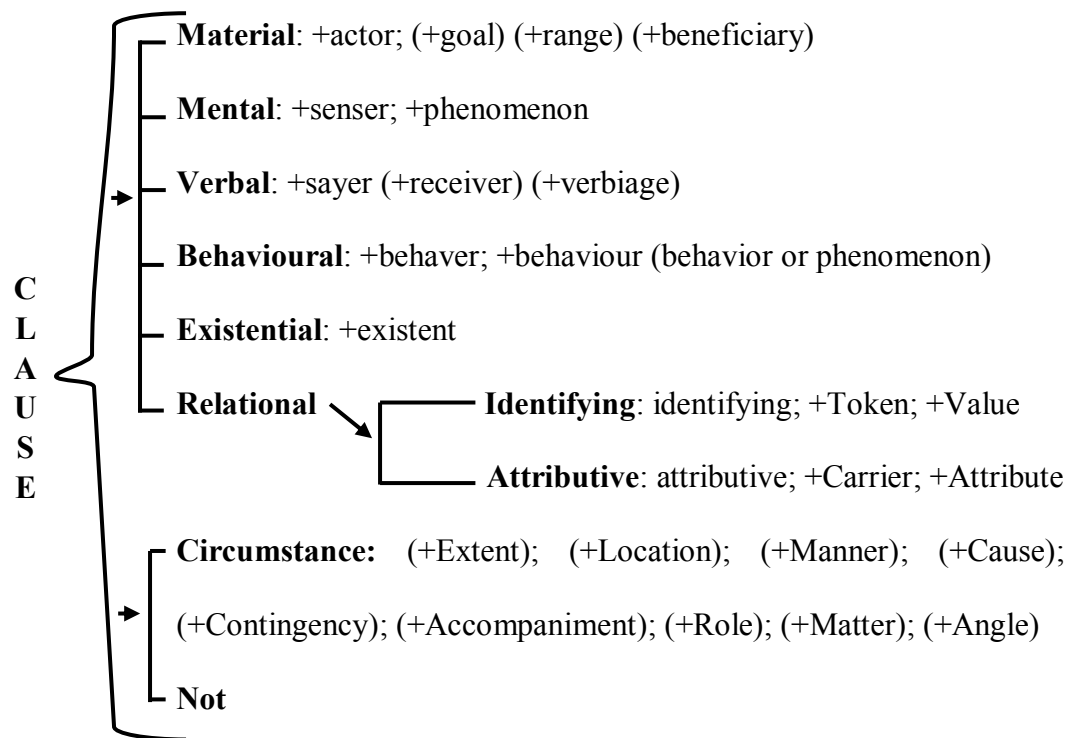 Material: +actor; (+goal) (+range) (+beneficiary)
Mental: +senser; +phenomenon
Verbal: +sayer (+receiver) (+verbiage)
Behavioural: +behaver; +behaviour (behavior or phenomenon)
Existential: +existent
CLAUSE
Relational
Identifying: identifying; +Token; +Value
Attributive: attributive; +Carrier; +Attribute
Circumstance: (+Extent); (+Location); (+Manner); (+Cause);
(+Contingency); (+Accompaniment); (+Role); (+Matter); (+Angle)
Not